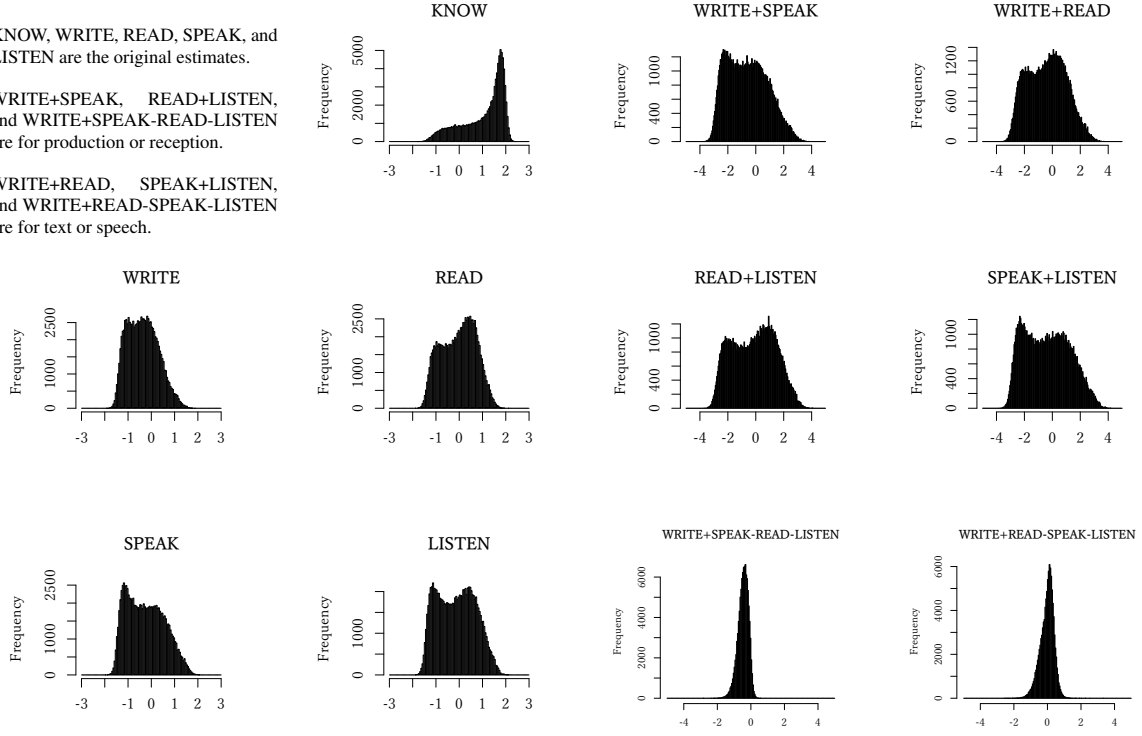 KNOW, WRITE, READ, SPEAK, and
LISTEN are the original estimates.
WRITE+SPEAK, READ+LISTEN,
nd WRITE+SPEAK-READ-LISTEN
re for production or reception.
WRITE+READ, SPEAK+LISTEN,
nd WRITE+READ-SPEAK-LISTEN
re for text or speech.
KNOW
Frequency
0 2000 5000
-3 -1 0 1 2 3
WRITE+SPEAK
Frequency
0 400 1000
-4 -2 0 2 4
WRITE+READ
Frequency
0 600 1200
-4 -2 0 2 4
WRITE
Frequency
0 1000 2500
-3 -1 0 1 2 3
READ
Frequency
0 1000 2500
-3 -1 0 1 2 3
READ+LISTEN
Frequency
0 400 1000
-4 -2 0 2 4
SPEAK+LISTEN
Frequency
0 400 1000
-4 -2 0 2 4
SPEAK
Frequency
0 1000 2500
-3 -1 0 1 2 3
LISTEN
Frequency
0 1000
-3 -1 0 1 2 3
WRITE+SPEAK-READ-LISTEN
Frequency
0 2000 4000 6000
-4 -2 0 2 4
WRITE+READ-SPEAK-LISTEN
Frequency
0 2000 4000 6000
-4 -2 0 2 4